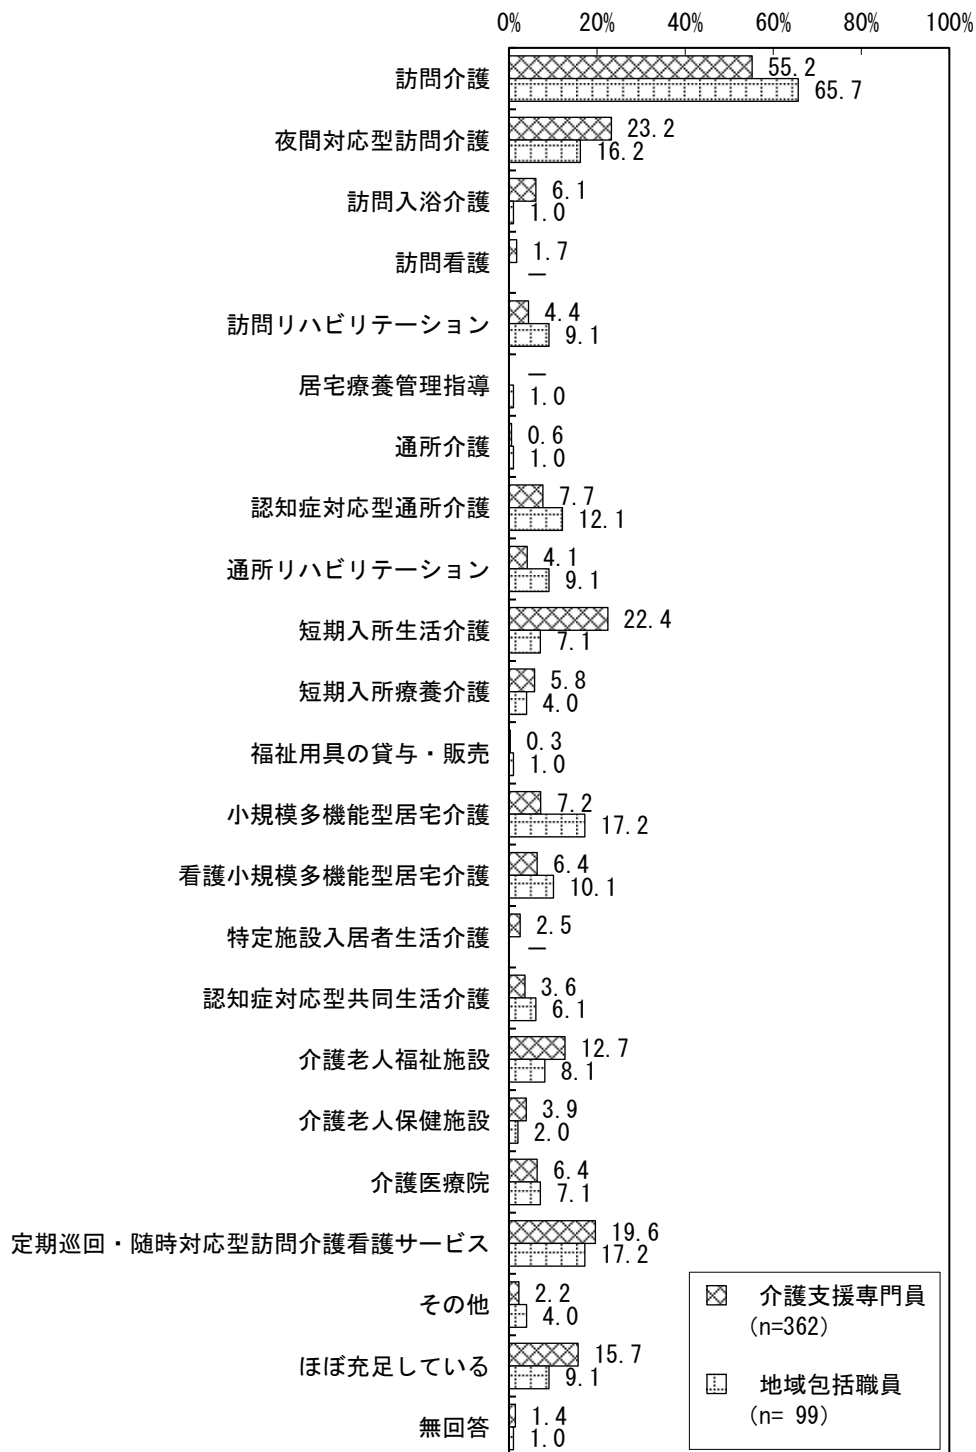 0% 20% 40% 60% 80% 100%
訪問介護 55.2
65.7
夜間対応型訪問介護 23.2
16.2
訪問入浴介護 6.1
1.0
訪問看護 1.7
－
訪問リハビリテーション 4.4
9.1
居宅療養管理指導 －
1.0
通所介護 0.6
1.0
認知症対応型通所介護 7.7
12.1
通所リハビリテーション 4.1
9.1
短期入所生活介護 22.4
7.1
短期入所療養介護 5.8
4.0
福祉用具の貸与・販売 0.3
1.0
小規模多機能型居宅介護 7.2
17.2
看護小規模多機能型居宅介護 6.4
10.1
特定施設入居者生活介護 2.5
－
認知症対応型共同生活介護 3.6
6.1
介護老人福祉施設 12.7
8.1
介護老人保健施設 3.9
2.0
介護医療院 6.4
7.1
定期巡回・随時対応型訪問介護看護サービス 19.6
17.2
その他 2.2
4.0
ほぼ充足している 15.7
9.1
無回答 1.4
1.0
介護支援専門員
(n=362)
地域包括職員
(n= 99)